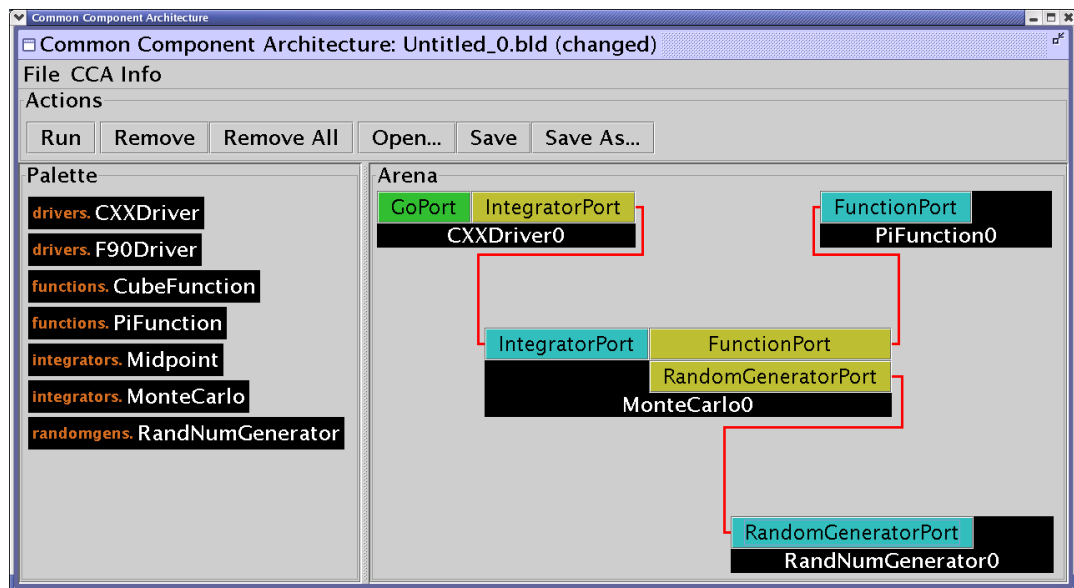 Common Component Architecture
Common Component Architecture: Untitled_0.bld (changed)
File CCA Info
Actions
Run Remove Remove All Open... Save Save As...
Palette
drivers. CXXDriver
drivers. F90Driver
functions. CubeFunction
functions. PiFunction
integrators. Midpoint
integrators. MonteCarlo
randomgens. RandNumGenerator
Arena
GoPort IntegratorPort
CXXDriver0
FunctionPort
PiFunction0
IntegratorPort FunctionPort
RandomGeneratorPort
MonteCarlo0
RandomGeneratorPort
RandNumGenerator0